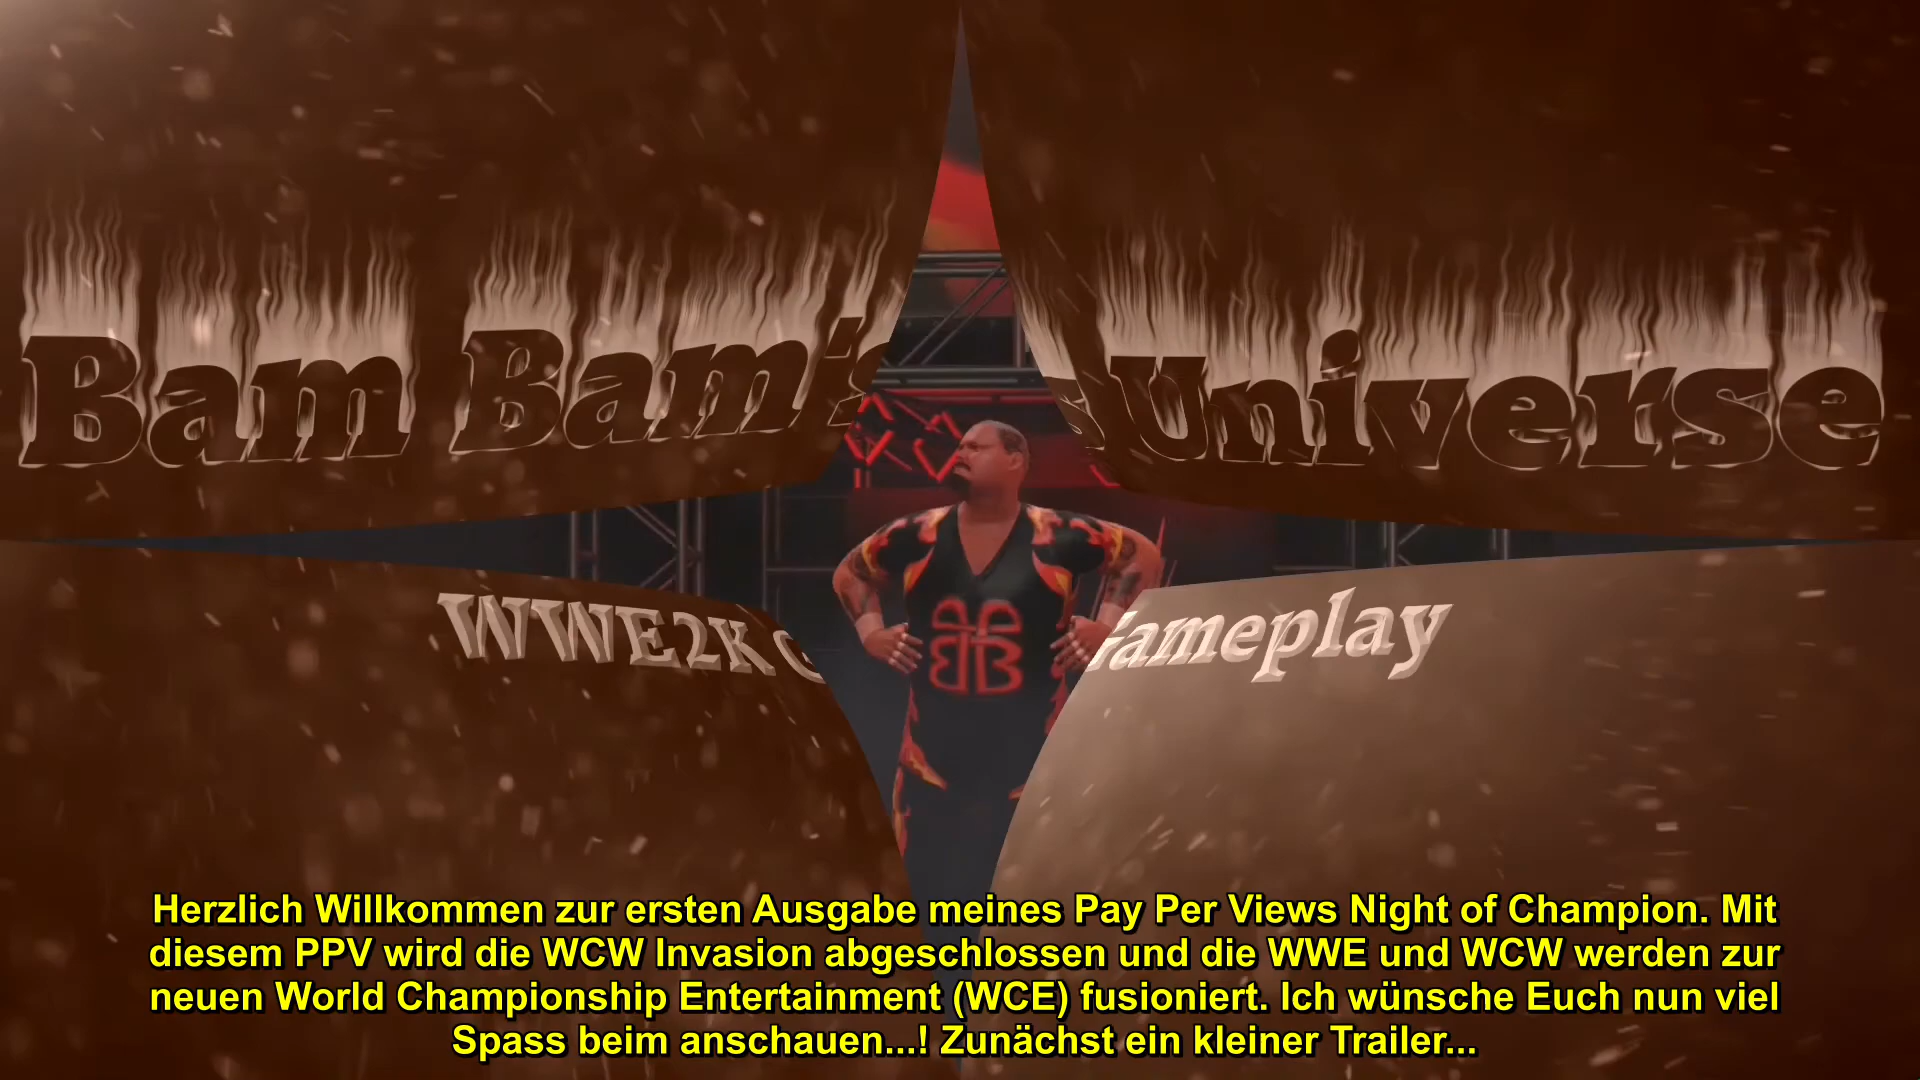 Bam Bam's Universe
WWE2K Gameplay
BB
Herzlich Willkommen zur ersten Ausgabe meines Pay Per Views Night of Champion. Mit
diesem PPV wird die WCW Invasion abgeschlossen und die WWE und WCW werden zur
neuen World Championship Entertainment (WCE) fusioniert. Ich wünsche Euch nun viel
Spass beim anschauen...! Zunächst ein kleiner Trailer...